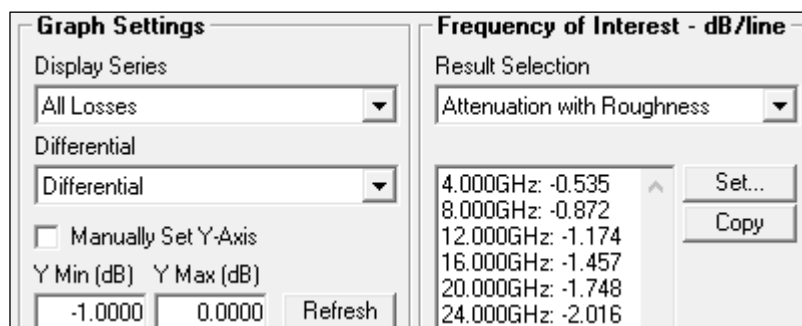 Graph Settings
Display Series
All Losses
Differential
Differential
Manually Set Y-Axis
Y Min (dB) Y Max (dB)
-1.0000 0.0000 Refresh
Frequency of Interest - dB/line
Result Selection
Attenuation with Roughness
4.000GHz: -0.535
8.000GHz: -0.872
12.000GHz: -1.174
16.000GHz: -1.457
20.000GHz: -1.748
24.000GHz: -2.016
Set...
Copy